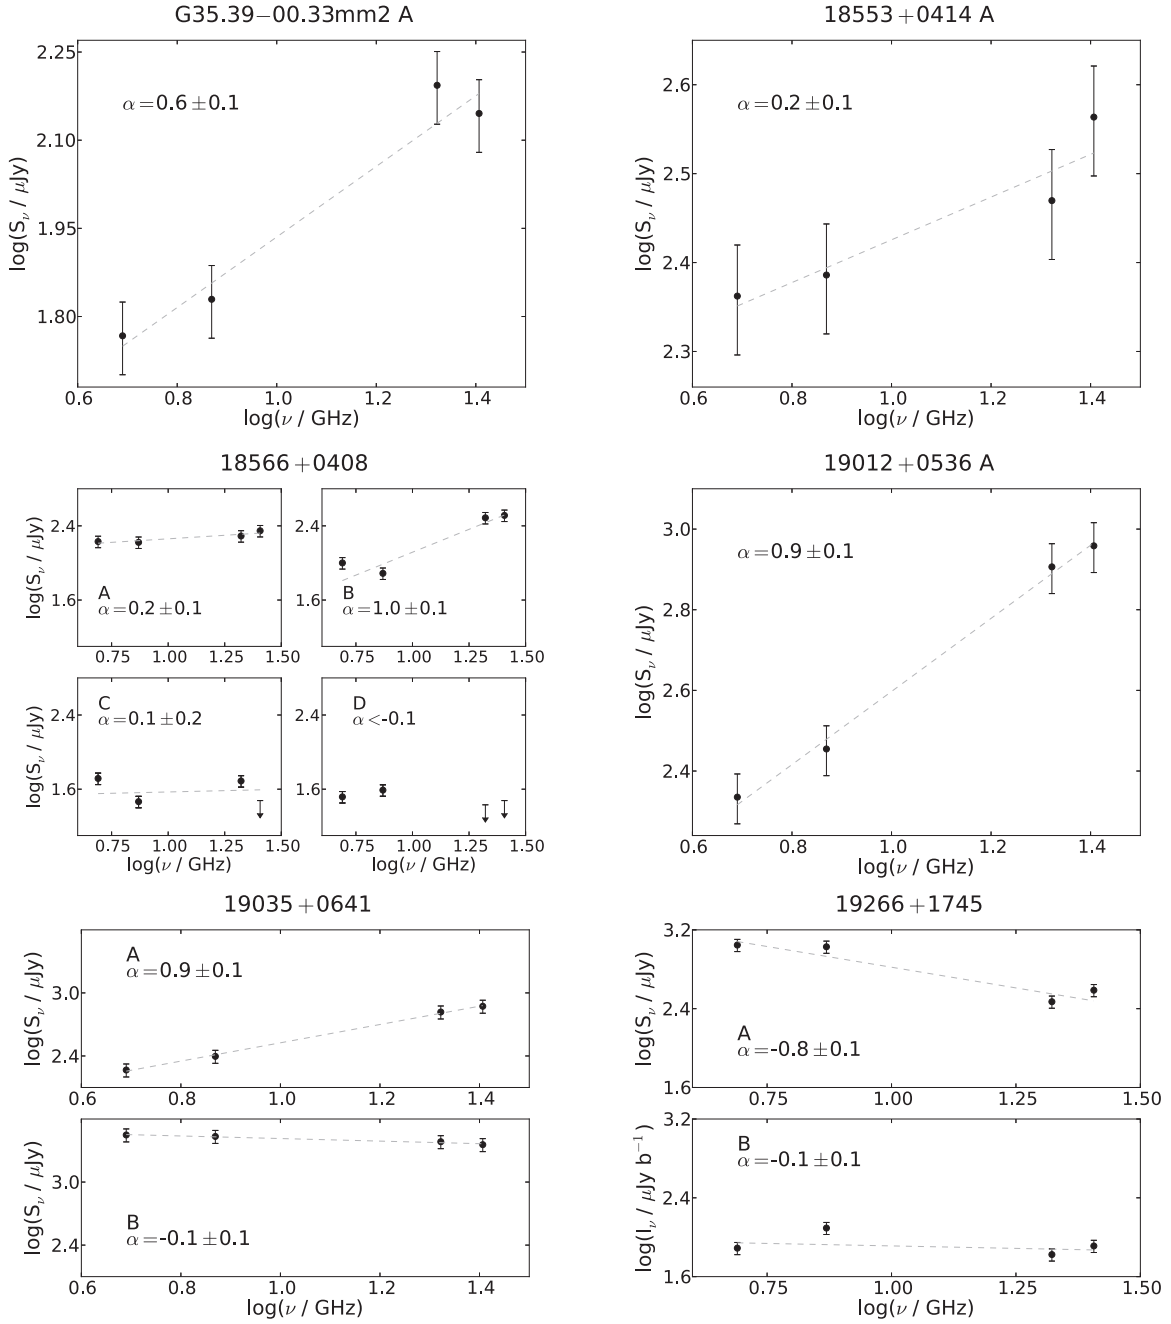 G35.39−00.33mm2 A
2.25
2.10
1.95
1.80
α=0.6±0.1
log(Sν / μJy)
0.6 0.8 1.0 1.2 1.4
log(ν / GHz)
18553+0414 A
2.6
2.5
2.4
2.3
α=0.2±0.1
log(Sν / μJy)
0.6 0.8 1.0 1.2 1.4
log(ν / GHz)
18566+0408
2.4
1.6
log(Sν / μJy)
A
α=0.2±0.1
0.75 1.00 1.25 1.50
2.4
1.6
B
α=1.0±0.1
0.75 1.00 1.25 1.50
2.4
1.6
log(Sν / μJy)
C
α=0.1±0.2
0.75 1.00 1.25 1.50
log(ν / GHz)
2.4
1.6
D
α<-0.1
0.75 1.00 1.25 1.50
log(ν / GHz)
19012+0536 A
3.0
2.8
2.6
2.4
α=0.9±0.1
log(Sν / μJy)
0.6 0.8 1.0 1.2 1.4
log(ν / GHz)
19035+0641
3.0
2.4
log(Sν / μJy)
A
α=0.9±0.1
0.6 0.8 1.0 1.2 1.4
3.0
2.4
log(Sν / μJy)
B
α=-0.1±0.1
0.6 0.8 1.0 1.2 1.4
log(ν / GHz)
19266+1745
3.2
2.4
1.6
log(Sν / μJy)
A
α=-0.8±0.1
0.75 1.00 1.25 1.50
3.2
2.4
1.6
log(Iν / μJy b⁻¹)
B
α=-0.1±0.1
0.75 1.00 1.25 1.50
log(ν / GHz)